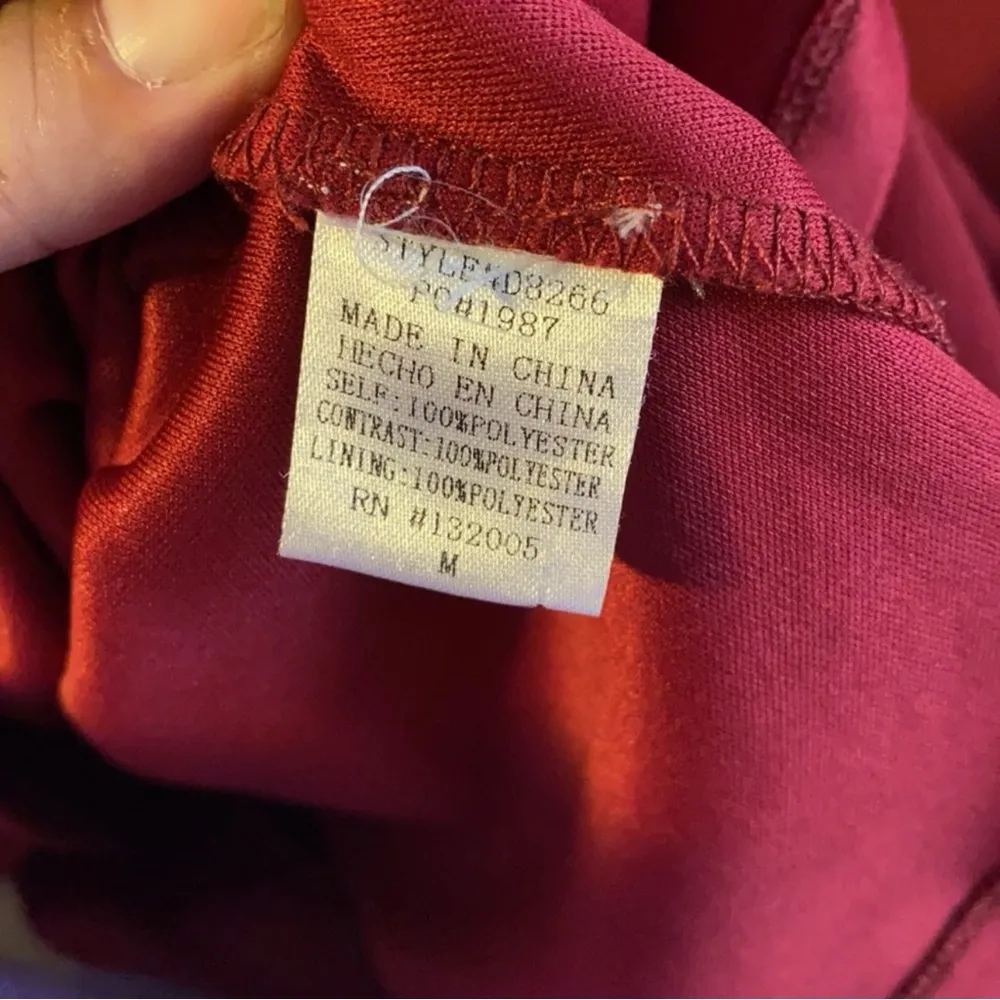 STYLE#D8266
PO#1987
MADE IN CHINA
HECHO EN CHINA
SELF:100%POLYESTER
CONTRAST:100%POLYESTER
LINING:100%POLYESTER
RN #132005
M